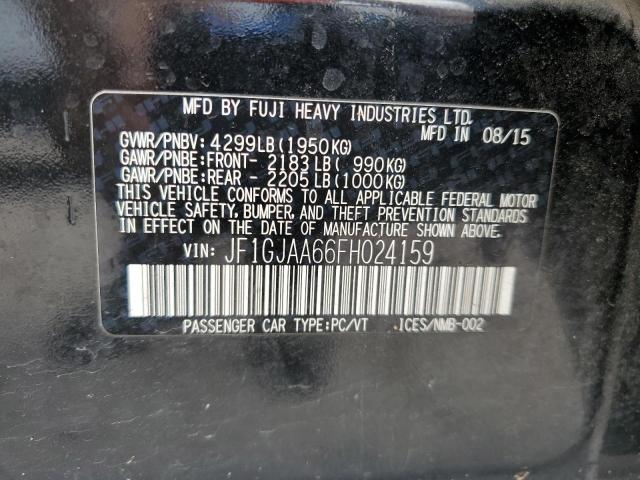 MFD BY FUJI HEAVY INDUSTRIES LTD.
MFD IN 08/15
GVWR/PNBV: 4299LB(1950KG)
GAWR/PNBE:FRONT- 2183LB( 990KG)
GAWR/PNBE:REAR - 2205LB(1000KG)
THIS VEHICLE CONFORMS TO ALL APPLICABLE FEDERAL MOTOR
VEHICLE SAFETY, BUMPER, AND THEFT PREVENTION STANDARDS
IN EFFECT ON THE DATE OF MANUFACTURE SHOWN ABOVE.
VIN: JF1GJAA66FH024159
PASSENGER CAR TYPE:PC/VT .ICES/NMB-002